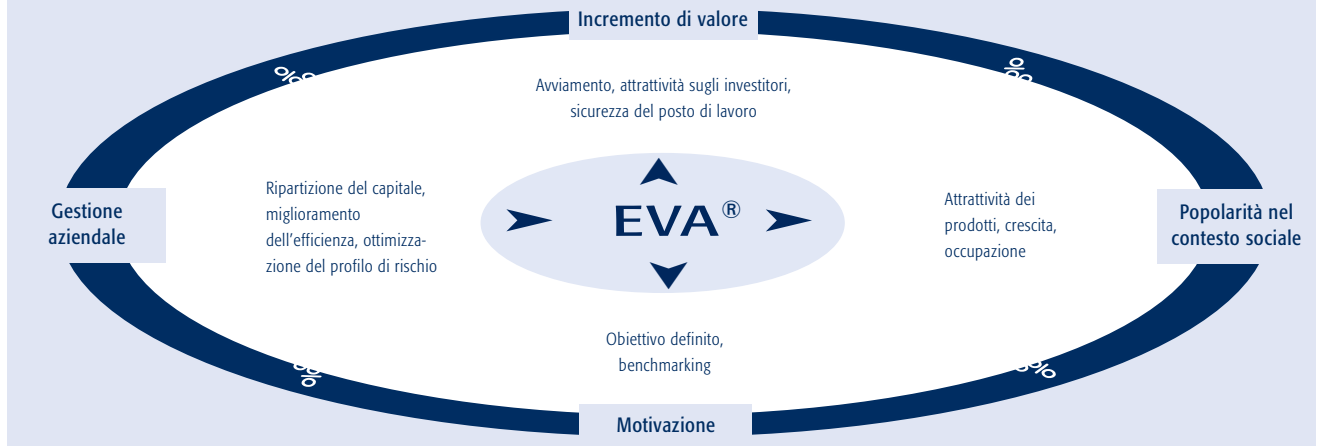 Incremento di valore
Avviamento, attrattività sugli investitori,
sicurezza del posto di lavoro
Gestione
aziendale
Ripartizione del capitale,
miglioramento
dell'efficienza, ottimizza-
zione del profilo di rischio
EVA®
Attrattività dei
prodotti, crescita,
occupazione
Popolarità nel
contesto sociale
Obiettivo definito,
benchmarking
Motivazione